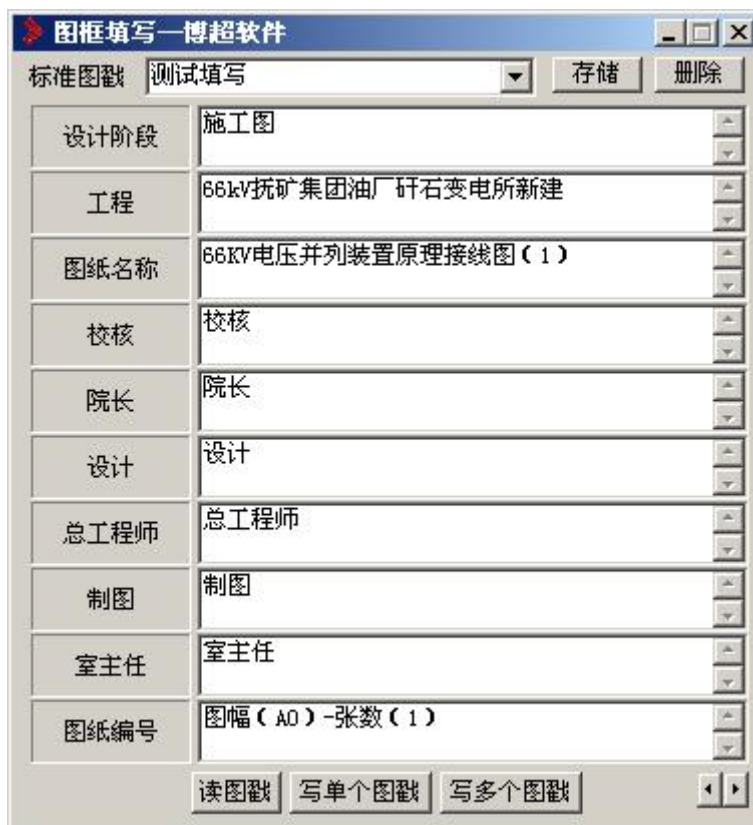 图框填写—博超软件
标准图戳 测试填写 存储 删除
设计阶段 施工图
工程 66kV抚矿集团油厂矸石变电所新建
图纸名称 66KV电压并列装置原理接线图(1)
校核 校核
院长 院长
设计 设计
总工程师 总工程师
制图 制图
室主任 室主任
图纸编号 图幅(A0)-张数(1)
读图戳 写单个图戳 写多个图戳